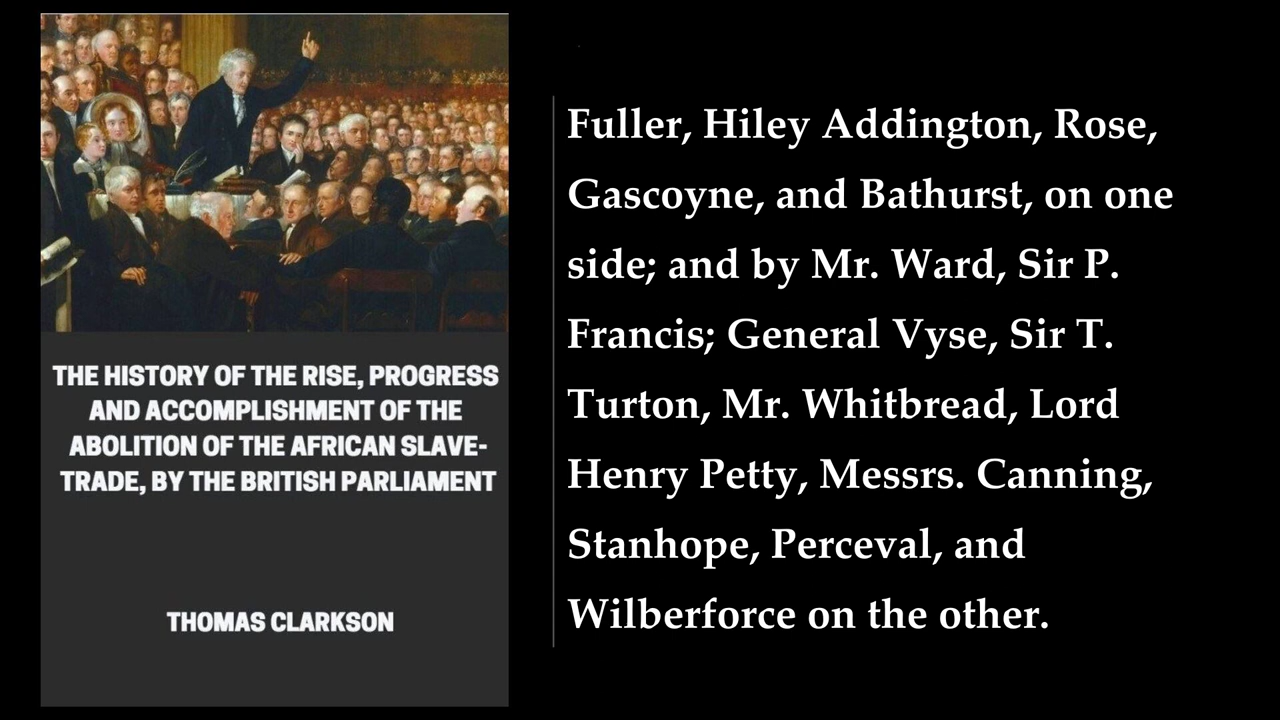 THE HISTORY OF THE RISE, PROGRESS
AND ACCOMPLISHMENT OF THE
ABOLITION OF THE AFRICAN SLAVE-
TRADE, BY THE BRITISH PARLIAMENT
THOMAS CLARKSON
Fuller, Hiley Addington, Rose,
Gascoyne, and Bathurst, on one
side; and by Mr. Ward, Sir P.
Francis; General Vyse, Sir T.
Turton, Mr. Whitbread, Lord
Henry Petty, Messrs. Canning,
Stanhope, Perceval, and
Wilberforce on the other.